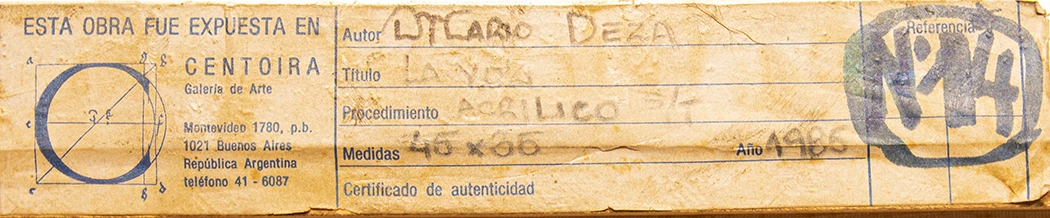 ESTA OBRA FUE EXPUESTA EN
CENTOIRA
Galería de Arte
Montevideo 1780, p.b.
1021 Buenos Aires
República Argentina
teléfono 41 - 6087
Autor DEZA
Título LA
Procedimiento ACRILICO S/T
Medidas
Año
Certificado de autenticidad
Referencia
Nº14